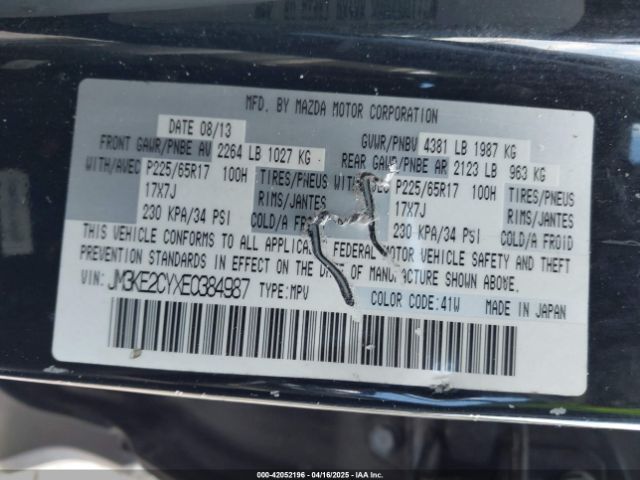 MFD. BY MAZDA MOTOR CORPORATION
DATE 08/13
GVWR/PNBV 4381 LB 1987 KG
FRONT GAWR/PNBE AV 2264 LB 1027 KG
REAR GAWR/PNBE AR 2123 LB 963 KG
WITH/AVEC P225/65R17 100H TIRES/PNEUS
17X7J RIMS/JANTES
230 KPA/34 PSI COLD/A FROID
P225/65R17 100H TIRES/PNEUS
17X7J RIMS/JANTES
230 KPA/34 PSI COLD/A FROID
THIS VEHICLE CONFORMS TO ALL FEDERAL MOTOR VEHICLE SAFETY AND THEFT
PREVENTION STANDARDS IN EFFECT ON THE DATE OF MANUFACTURE SHOWN ABOVE.
VIN: JM3KE2CYXE0384987 TYPE:MPV
COLOR CODE:41W MADE IN JAPAN
000-42052196 - 04/16/2025 - IAA Inc.